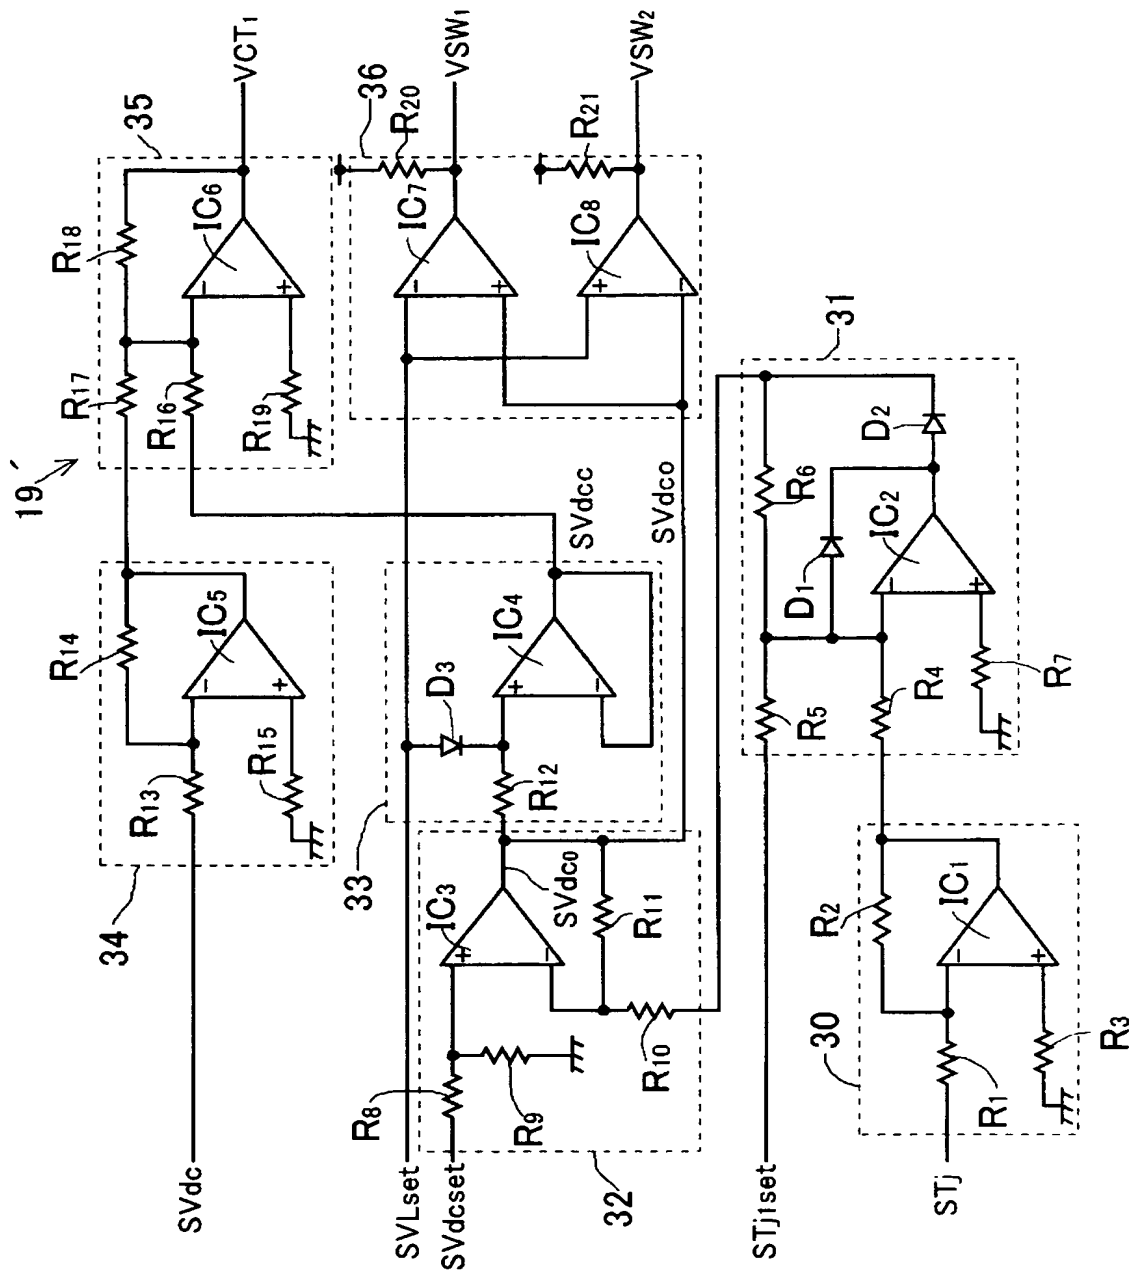 19´
VCT1
35
R18
IC6
R17
R16
R19
36
R20
VSW1
IC7
VSW2
R21
IC8
34
R14
IC5
R13
R15
SVdc
33
D3
IC4
R12
SVdcc
SVdco
SVLset
SVdcset
R8
R9
IC3
SVdc0
R11
R10
32
31
D2
R6
D1
IC2
R5
R4
R7
STj1set
30
R2
IC1
R1
R3
STj
+
−
+
−
+
−
+
−
+
−
+
−
+
−
+
−